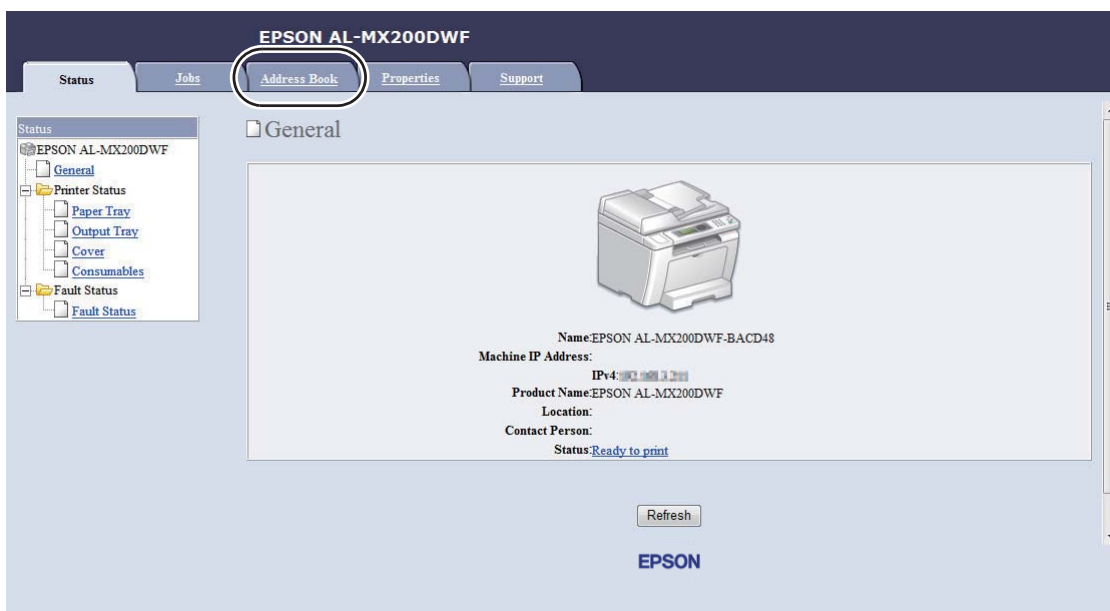 EPSON AL-MX200DWF
Status Jobs Address Book Properties Support
Status
EPSON AL-MX200DWF
General
Printer Status
Paper Tray
Output Tray
Cover
Consumables
Fault Status
Fault Status
General
Name:EPSON AL-MX200DWF-BACD48
Machine IP Address:
IPv4:
Product Name:EPSON AL-MX200DWF
Location:
Contact Person:
Status:Ready to print
Refresh
EPSON